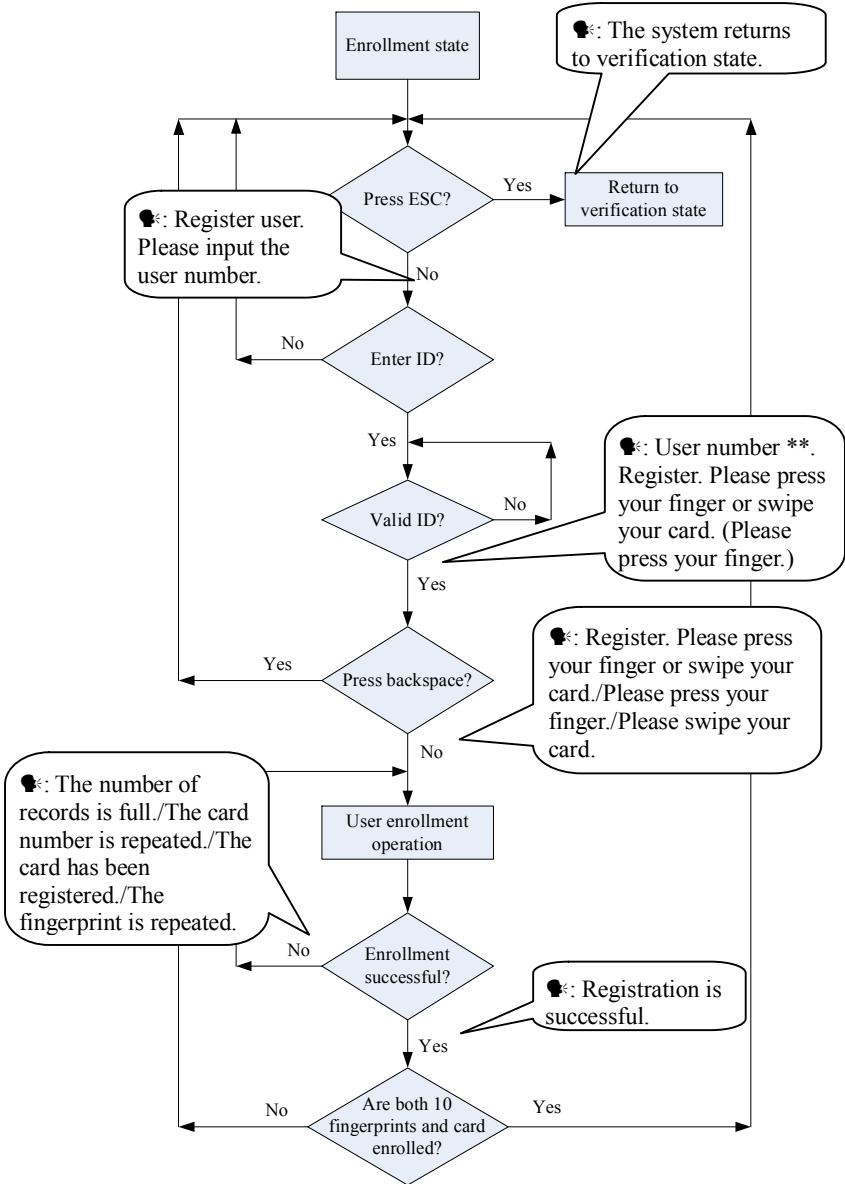 Enrollment state
🗣: The system returns
to verification state.
Press ESC?
Yes
Return to
verification state
🗣: Register user.
Please input the
user number.
No
No
Enter ID?
Yes
🗣: User number **.
Register. Please press
your finger or swipe
your card. (Please
press your finger.)
Valid ID?
No
Yes
🗣: Register. Please press
your finger or swipe your
card./Please press your
finger./Please swipe your
card.
Yes
Press backspace?
No
🗣: The number of
records is full./The card
number is repeated./The
card has been
registered./The
fingerprint is repeated.
User enrollment
operation
No
Enrollment
successful?
🗣: Registration is
successful.
Yes
No
Are both 10
fingerprints and card
enrolled?
Yes